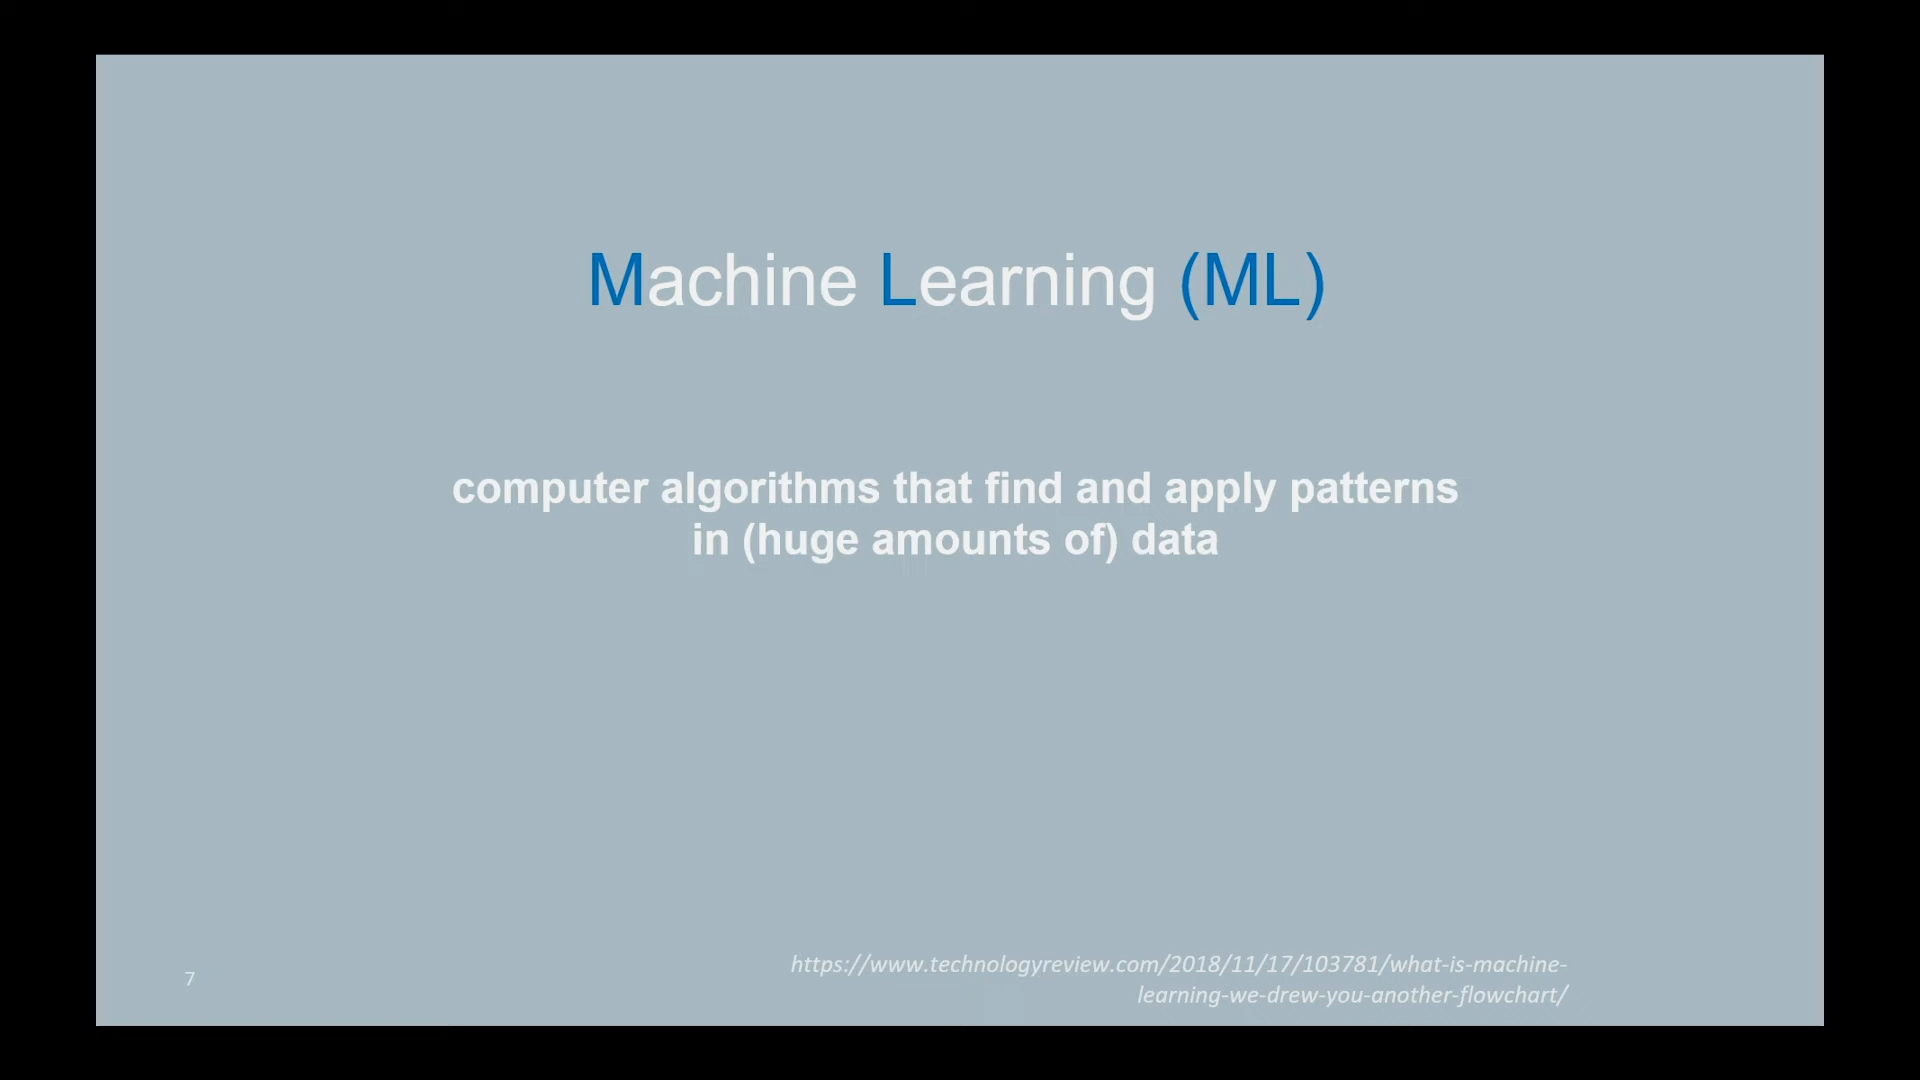 Machine Learning (ML)
computer algorithms that find and apply patterns
in (huge amounts of) data
7
https://www.technologyreview.com/2018/11/17/103781/what-is-machine-
learning-we-drew-you-another-flowchart/